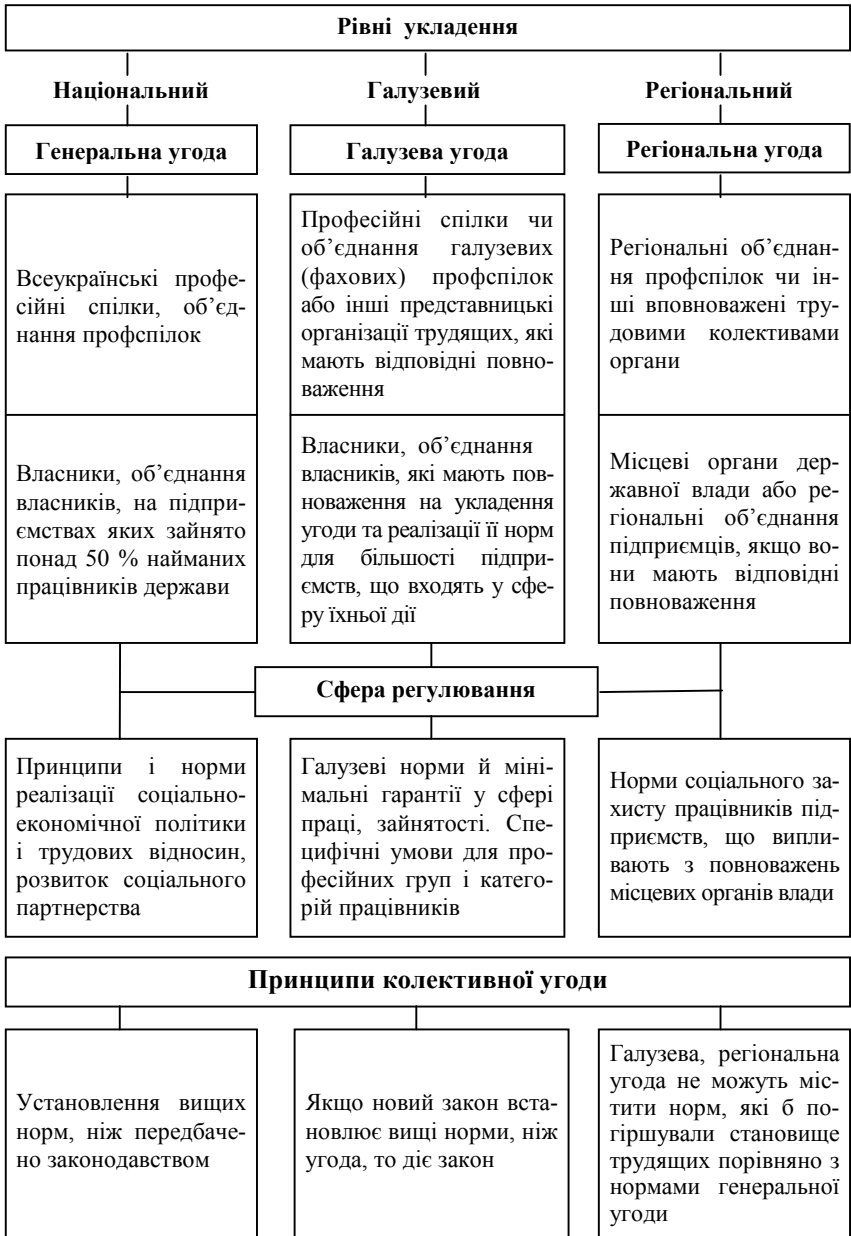 Рівні укладення
Національний
Галузевий
Регіональний
Генеральна угода
Галузева угода
Регіональна угода
Всеукраїнські профе-
сійні спілки, об’єд-
нання профспілок
Професійні спілки чи
об’єднання галузевих
(фахових) профспілок
або інші представницькі
організації трудящих, які
мають відповідні повно-
важення
Регіональні об’єднан-
ня профспілок чи ін-
ші вповноважені тру-
довими колективами
органи
Власники, об’єднання
власників, на підпри-
ємствах яких зайнято
понад 50 % найманих
працівників держави
Власники, об’єднання
власників, які мають пов-
новаження на укладення
угоди та реалізації її норм
для більшості підпри-
ємств, що входять у сфе-
ру їхньої дії
Місцеві органи дер-
жавної влади або ре-
гіональні об’єднання
підприємців, якщо во-
ни мають відповідні
повноваження
Сфера регулювання
Принципи і норми
реалізації соціально-
економічної політики
і трудових відносин,
розвиток соціального
партнерства
Галузеві норми й міні-
мальні гарантії у сфері
праці, зайнятості. Спе-
цифічні умови для про-
фесійних груп і катего-
рій працівників
Норми соціального за-
хисту працівників під-
приємств, що випли-
вають з повноважень
місцевих органів влади
Принципи колективної угоди
Установлення вищих
норм, ніж передбаче-
но законодавством
Якщо новий закон вста-
новлює вищі норми, ніж
угода, то діє закон
Галузева, регіональна
угода не можуть міс-
тити норм, які б по-
гіршували становище
трудящих порівняно з
нормами генеральної
угоди